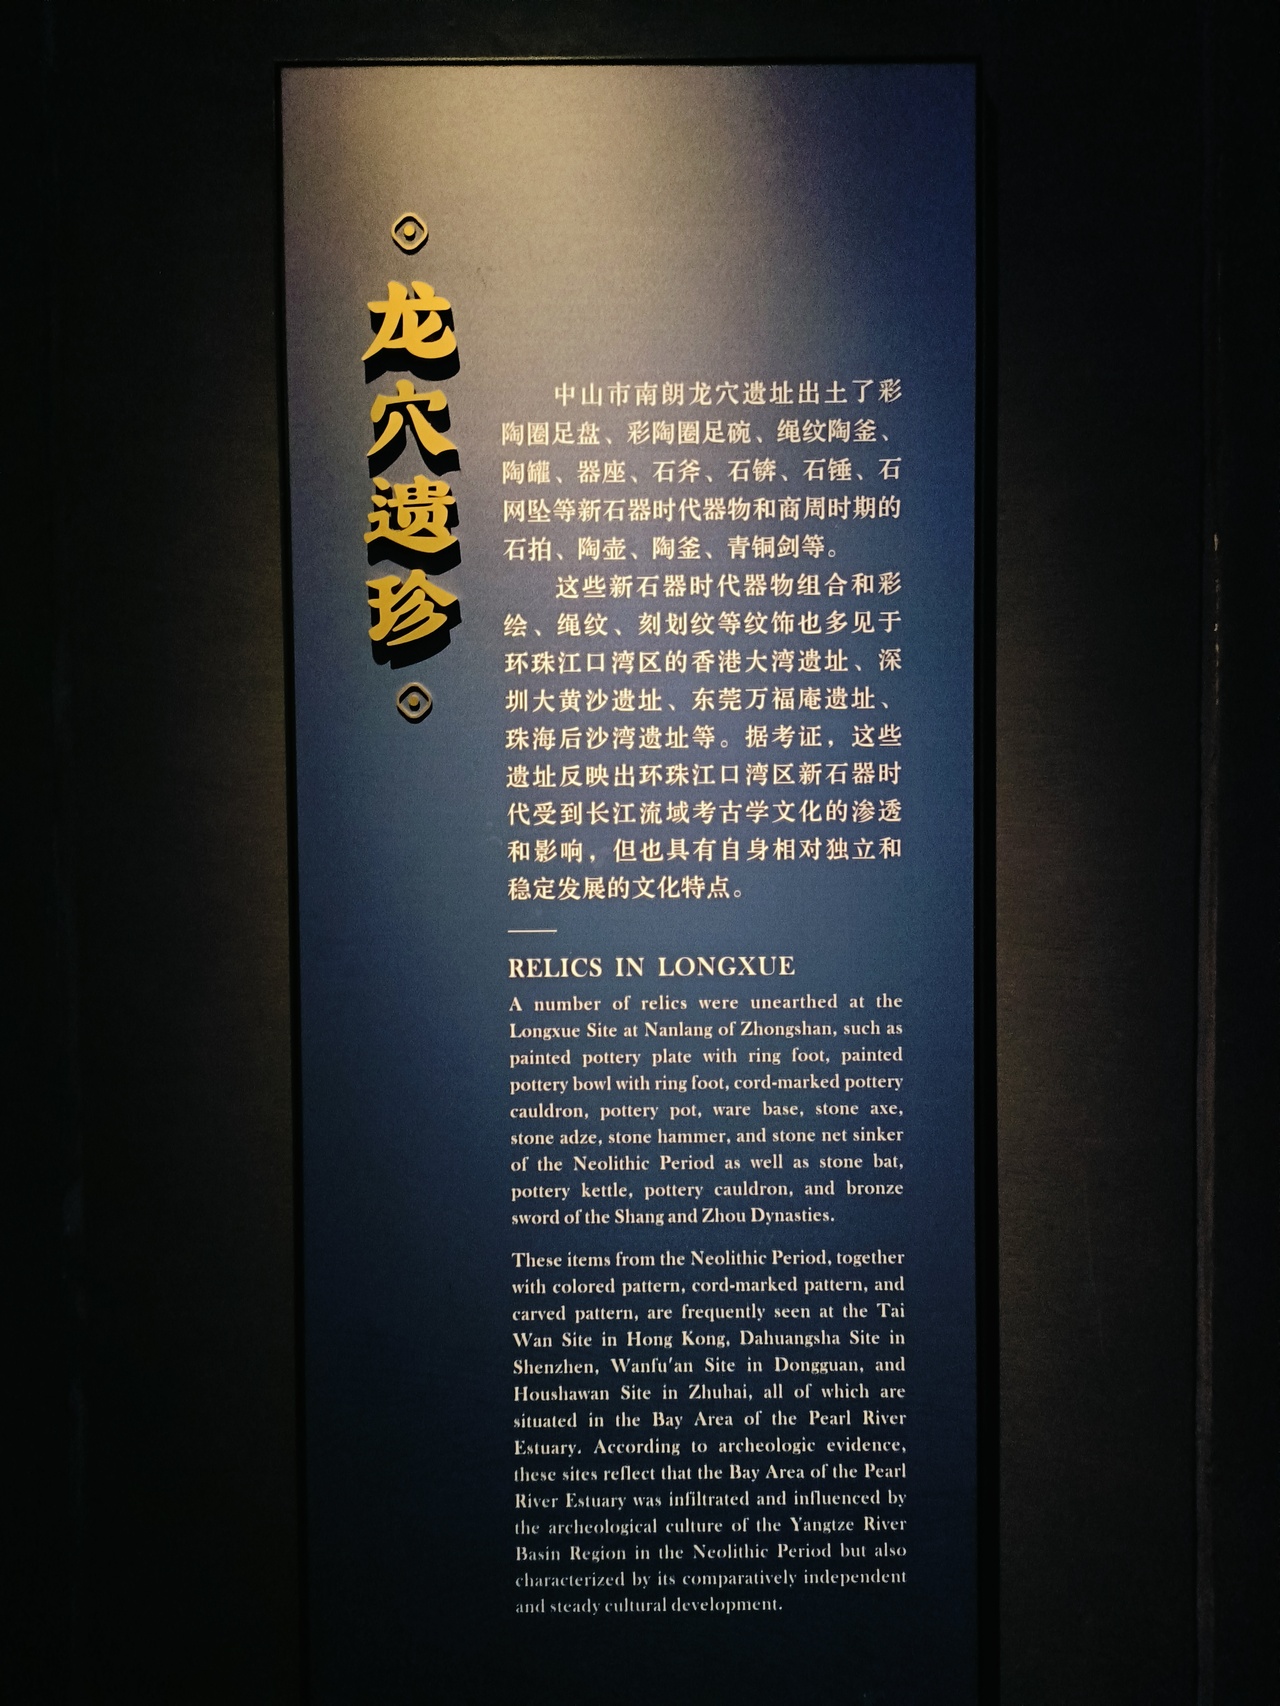 龙穴遗珍
中山市南朗龙穴遗址出土了彩
陶圈足盘、彩陶圈足碗、绳纹陶釜、
陶罐、器座、石斧、石锛、石锤、石
网坠等新石器时代器物和商周时期的
石拍、陶壶、陶釜、青铜剑等。
这些新石器时代器物组合和彩
绘、绳纹、刻划纹等纹饰也多见于
环珠江口湾区的香港大湾遗址、深
圳大黄沙遗址、东莞万福庵遗址、
珠海后沙湾遗址等。据考证，这些
遗址反映出环珠江口湾区新石器时
代受到长江流域考古学文化的渗透
和影响，但也具有自身相对独立和
稳定发展的文化特点。
RELICS IN LONGXUE
A number of relics were unearthed at the
Longxue Site at Nanlang of Zhongshan, such as
painted pottery plate with ring foot, painted
pottery bowl with ring foot, cord-marked pottery
cauldron, pottery pot, ware base, stone axe,
stone adze, stone hammer, and stone net sinker
of the Neolithic Period as well as stone bat,
pottery kettle, pottery cauldron, and bronze
sword of the Shang and Zhou Dynasties.
These items from the Neolithic Period, together
with colored pattern, cord-marked pattern, and
carved pattern, are frequently seen at the Tai
Wan Site in Hong Kong, Dahuangsha Site in
Shenzhen, Wanfu'an Site in Dongguan, and
Houshawan Site in Zhuhai, all of which are
situated in the Bay Area of the Pearl River
Estuary. According to archeologic evidence,
these sites reflect that the Bay Area of the Pearl
River Estuary was infiltrated and influenced by
the archeological culture of the Yangtze River
Basin Region in the Neolithic Period but also
characterized by its comparatively independent
and steady cultural development.